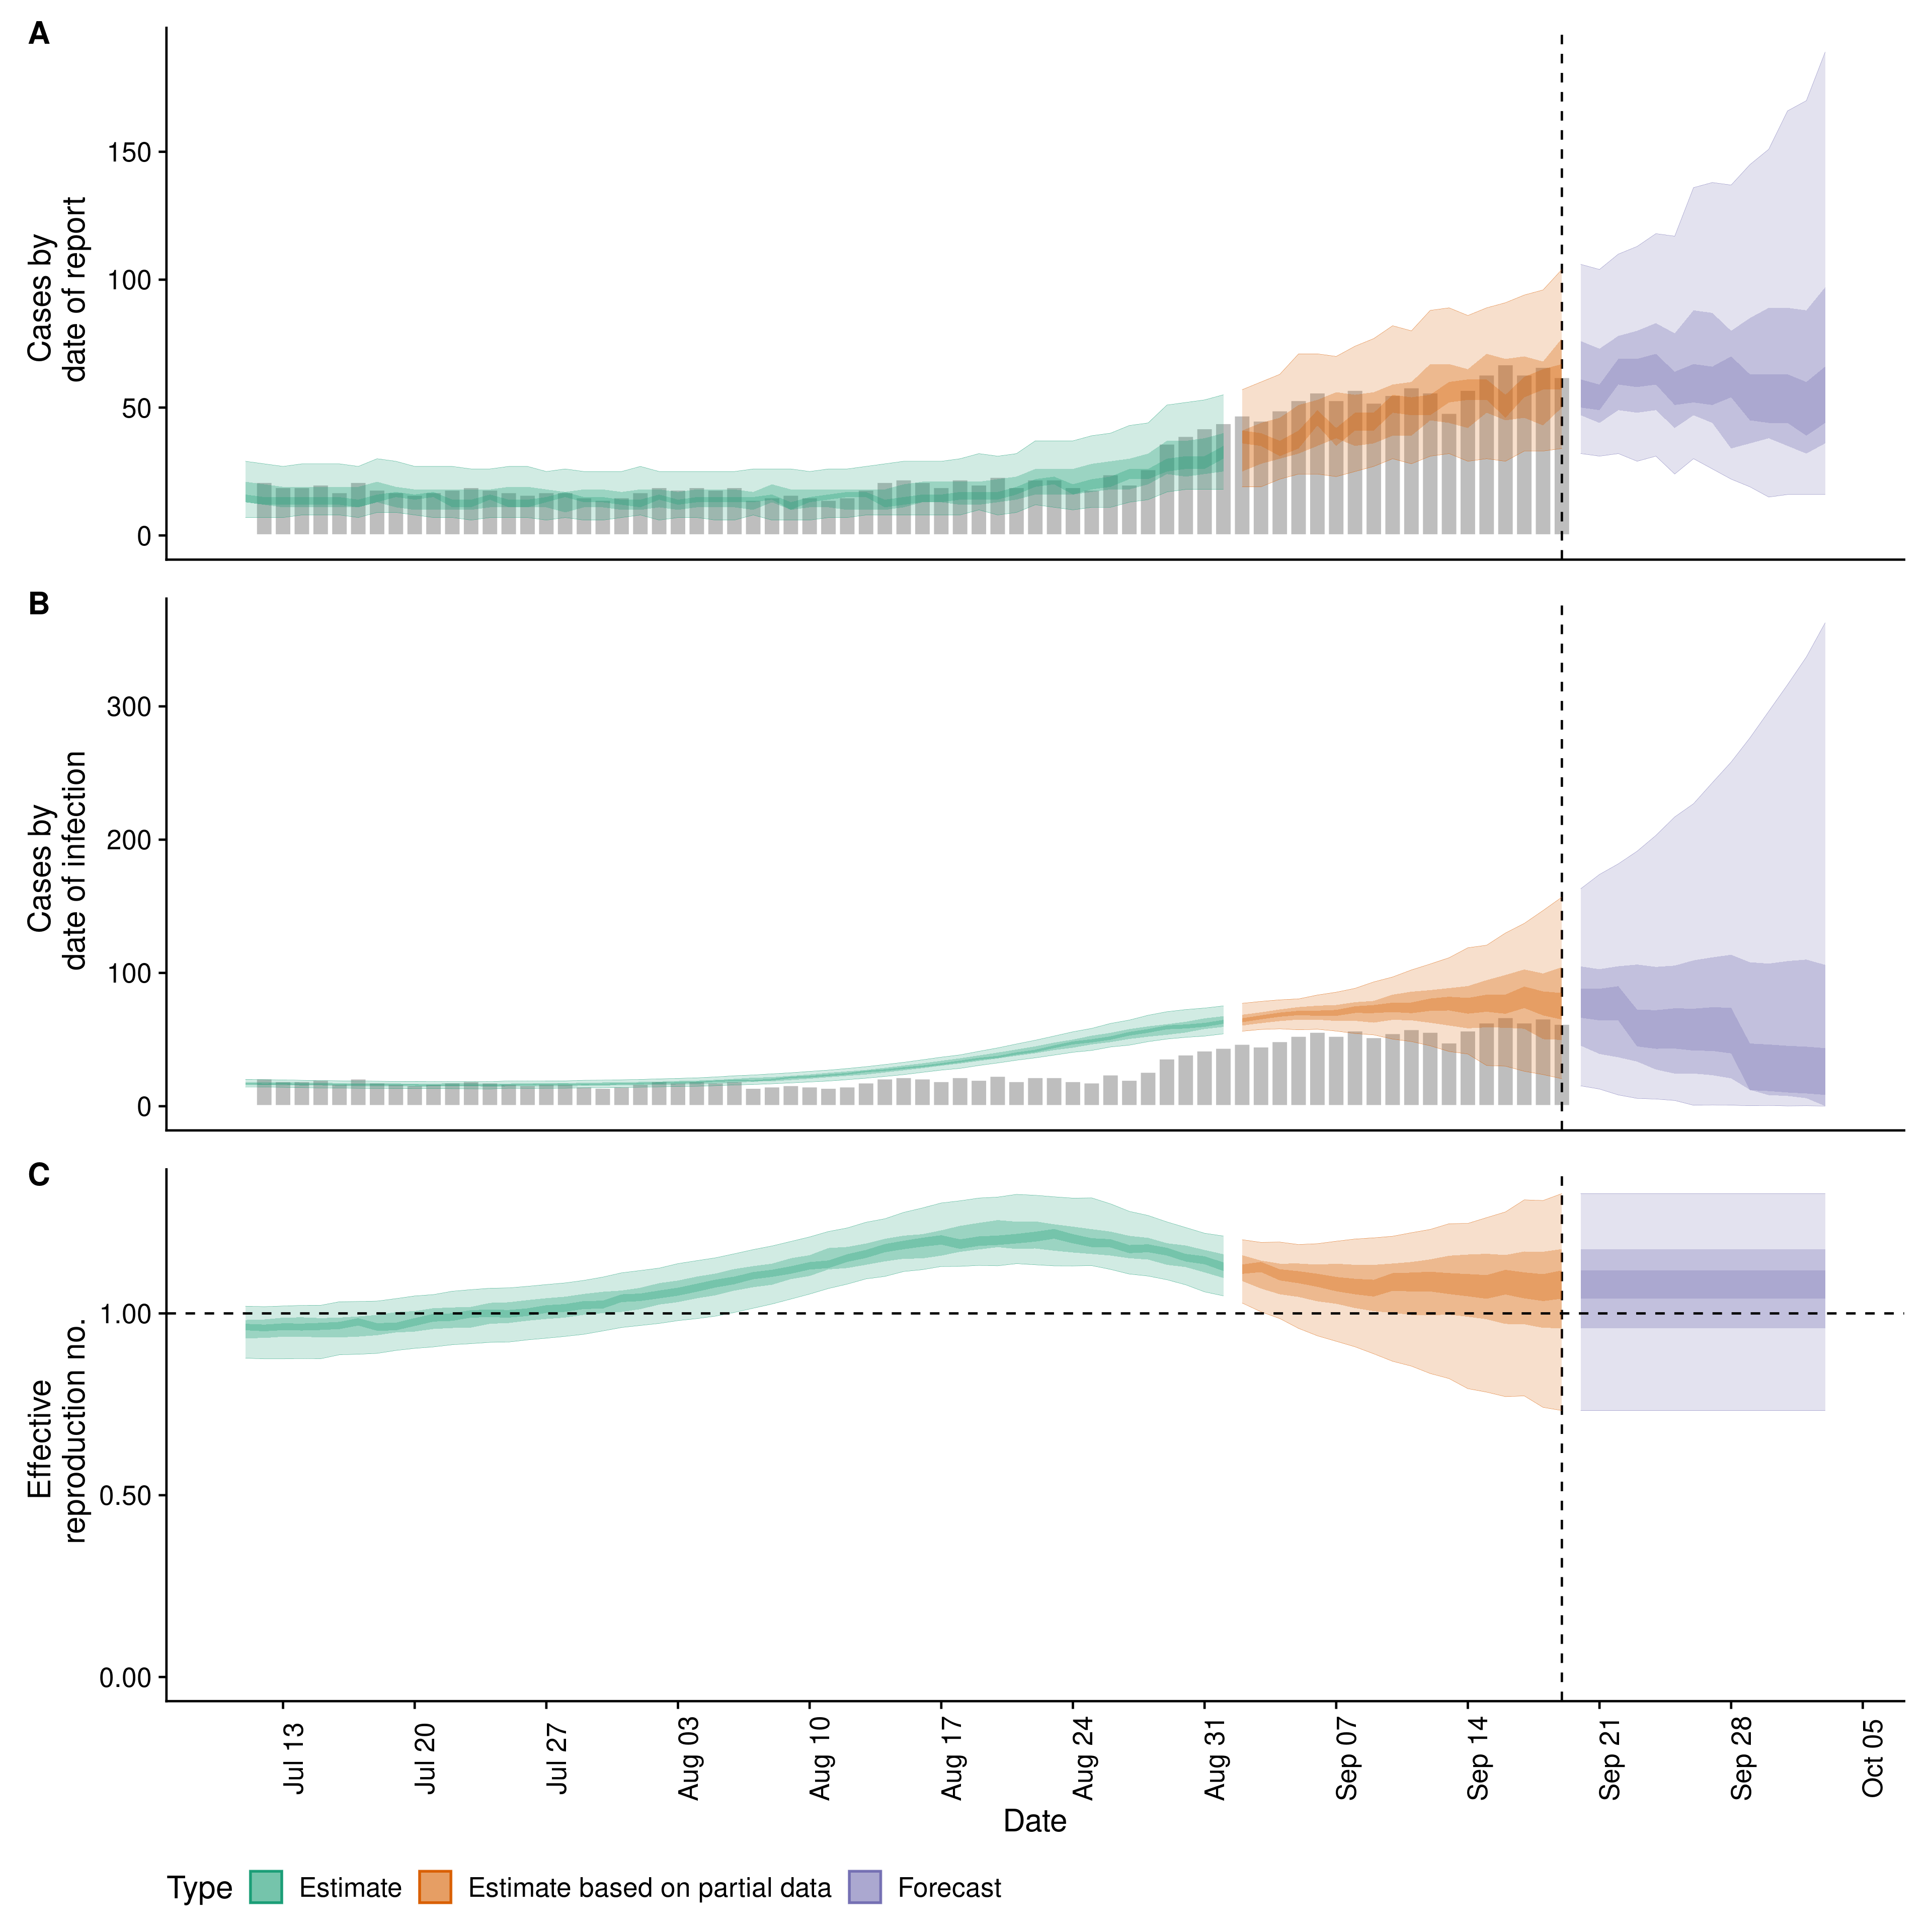 A
Cases by
date of report
150
100
50
0
B
Cases by
date of infection
300
200
100
0
C
Effective
reproduction no.
1.00
0.50
0.00
Jul 13
Jul 20
Jul 27
Aug 03
Aug 10
Aug 17
Aug 24
Aug 31
Sep 07
Sep 14
Sep 21
Sep 28
Oct 05
Date
Type Estimate Estimate based on partial data Forecast